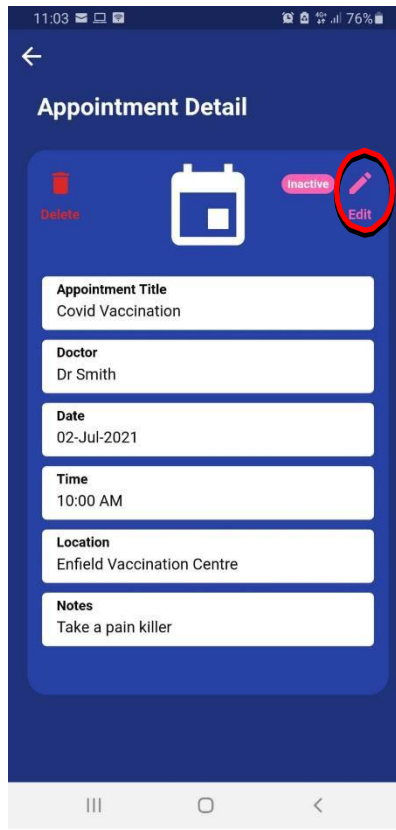 11:03 76%
Appointment Detail
Inactive
Delete Edit
Appointment Title
Covid Vaccination
Doctor
Dr Smith
Date
02-Jul-2021
Time
10:00 AM
Location
Enfield Vaccination Centre
Notes
Take a pain killer